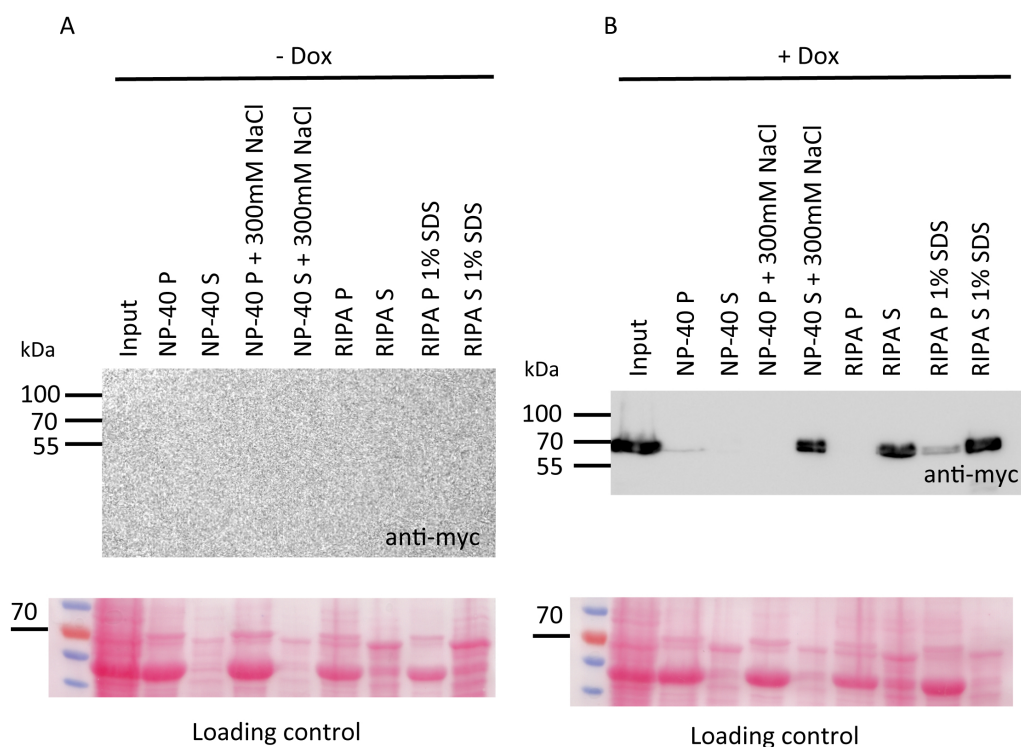 A
- Dox
Input
NP-40 P
NP-40 S
NP-40 P + 300mM NaCl
NP-40 S + 300mM NaCl
RIPA P
RIPA S
RIPA P 1% SDS
RIPA S 1% SDS
kDa
100
70
55
anti-myc
70
Loading control
B
+ Dox
Input
NP-40 P
NP-40 S
NP-40 P + 300mM NaCl
NP-40 S + 300mM NaCl
RIPA P
RIPA S
RIPA P 1% SDS
RIPA S 1% SDS
kDa
100
70
55
anti-myc
70
Loading control